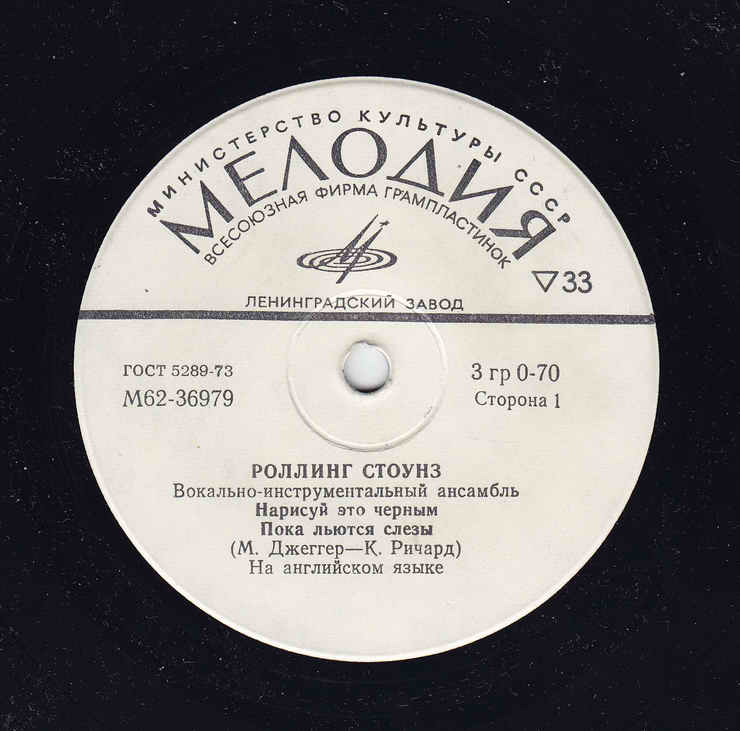 МИНИСТЕРСТВО КУЛЬТУРЫ СССР
МЕЛОДИЯ
ВСЕСОЮЗНАЯ ФИРМА ГРАМПЛАСТИНОК
▽33
ЛЕНИНГРАДСКИЙ ЗАВОД
ГОСТ 5289-73
3 гр 0-70
М62-36979
Сторона 1
РОЛЛИНГ СТОУНЗ
Вокально-инструментальный ансамбль
Нарисуй это черным
Пока льются слезы
(М. Джеггер—К. Ричард)
На английском языке